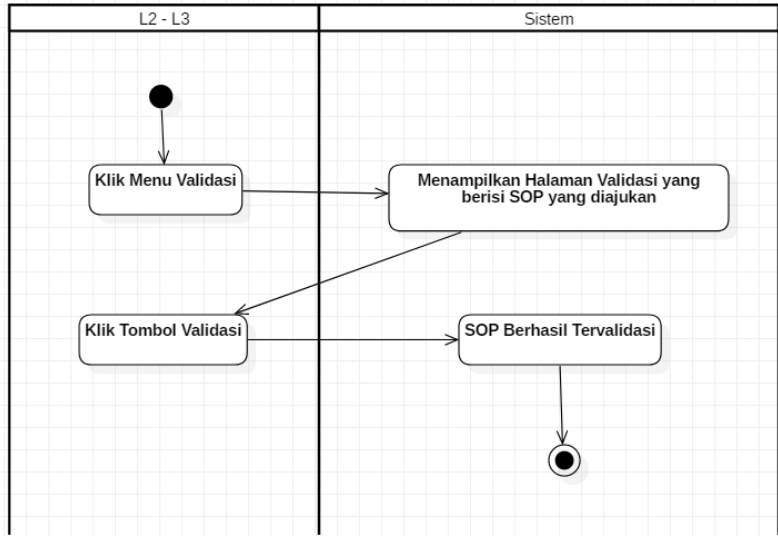 L2 - L3
Sistem
Klik Menu Validasi
Menampilkan Halaman Validasi yang
berisi SOP yang diajukan
Klik Tombol Validasi
SOP Berhasil Tervalidasi